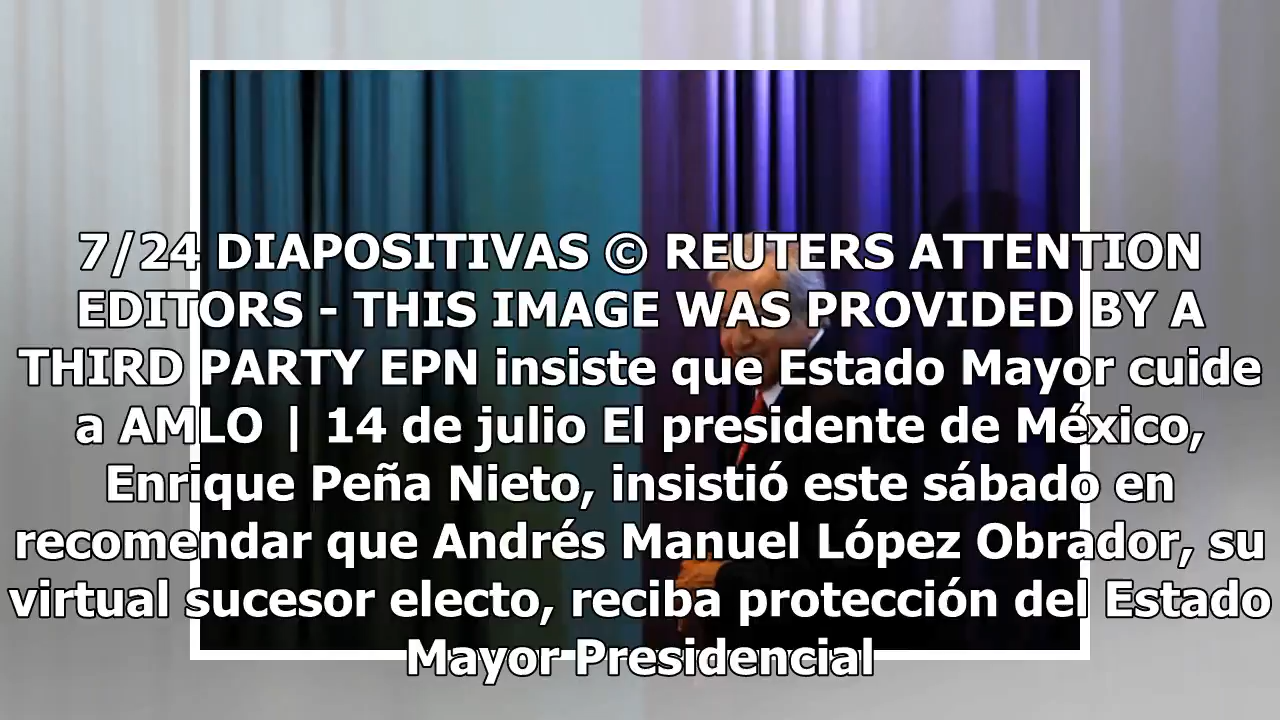 7/24 DIAPOSITIVAS © REUTERS ATTENTION
EDITORS - THIS IMAGE WAS PROVIDED BY A
THIRD PARTY EPN insiste que Estado Mayor cuide
a AMLO | 14 de julio El presidente de México,
Enrique Peña Nieto, insistió este sábado en
recomendar que Andrés Manuel López Obrador, su
virtual sucesor electo, reciba protección del Estado
Mayor Presidencial